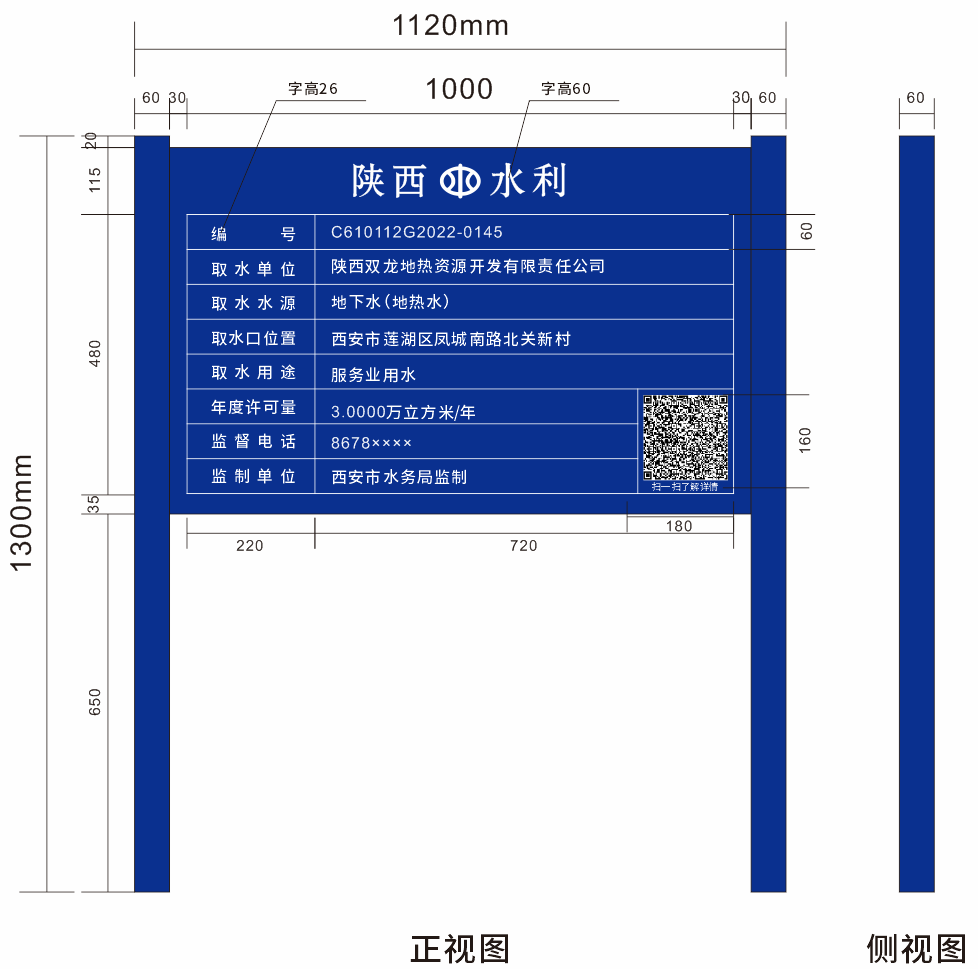 1120mm
字高26
1000
字高60
60
30
30
60
60
20
115
陕西 水利
编 号
C610112G2022-0145
60
取水单位
陕西双龙地热资源开发有限责任公司
取水水源
地下水(地热水)
取水口位置
西安市莲湖区凤城南路北关新村
480
取水用途
服务业用水
年度许可量
3.0000万立方米/年
监督电话
8678××××
160
监制单位
西安市水务局监制
扫一扫了解详情
35
1300mm
180
220
720
650
正视图
侧视图